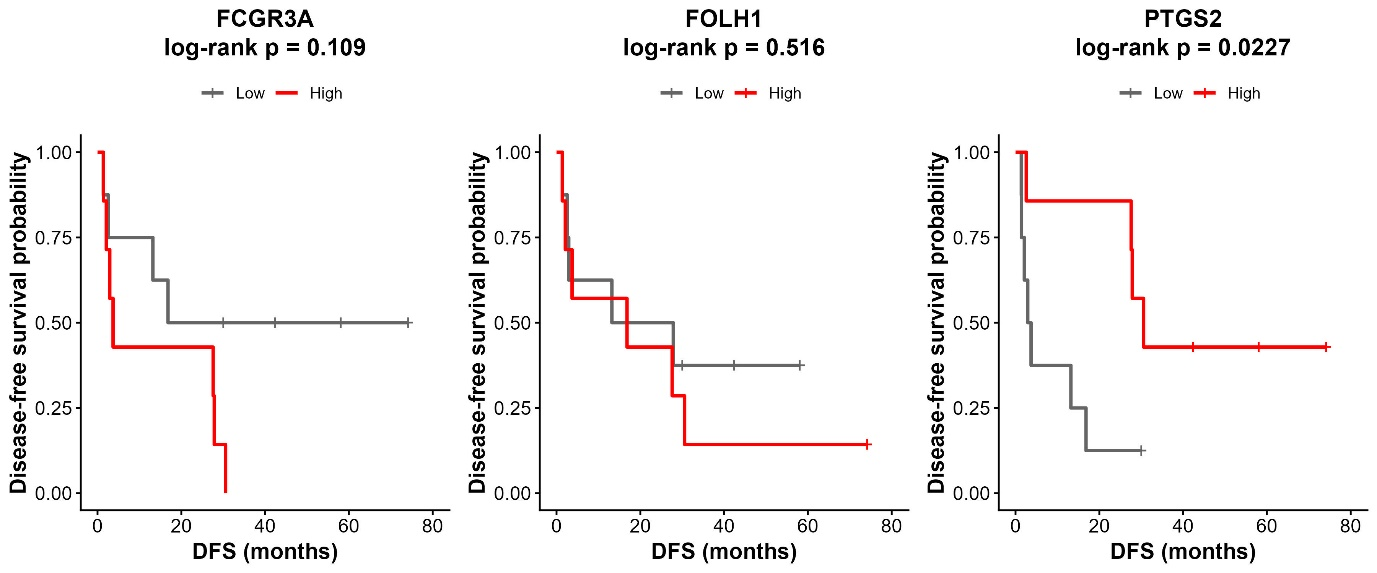 FCGR3A
log-rank p = 0.109
Low High
Disease-free survival probability
1.00
0.75
0.50
0.25
0.00
0 20 40 60 80
DFS (months)
FOLH1
log-rank p = 0.516
Low High
Disease-free survival probability
1.00
0.75
0.50
0.25
0.00
0 20 40 60 80
DFS (months)
PTGS2
log-rank p = 0.0227
Low High
Disease-free survival probability
1.00
0.75
0.50
0.25
0.00
0 20 40 60 80
DFS (months)